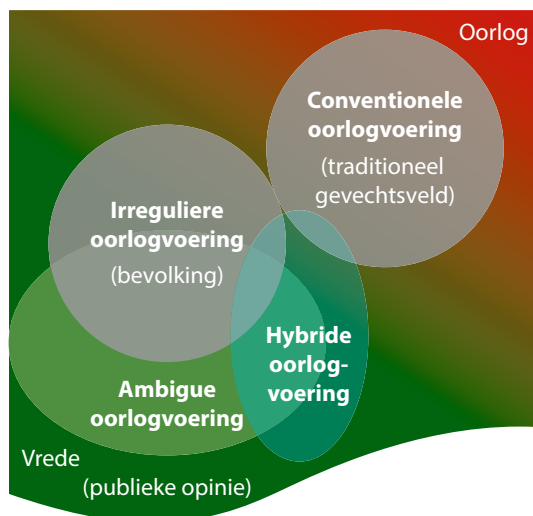 Oorlog
Conventionele
oorlogvoering
(traditioneel
gevechtsveld)
Irreguliere
oorlogvoering
(bevolking)
Hybride
oorlog-
voering
Ambigue
oorlogvoering
Vrede
(publieke opinie)